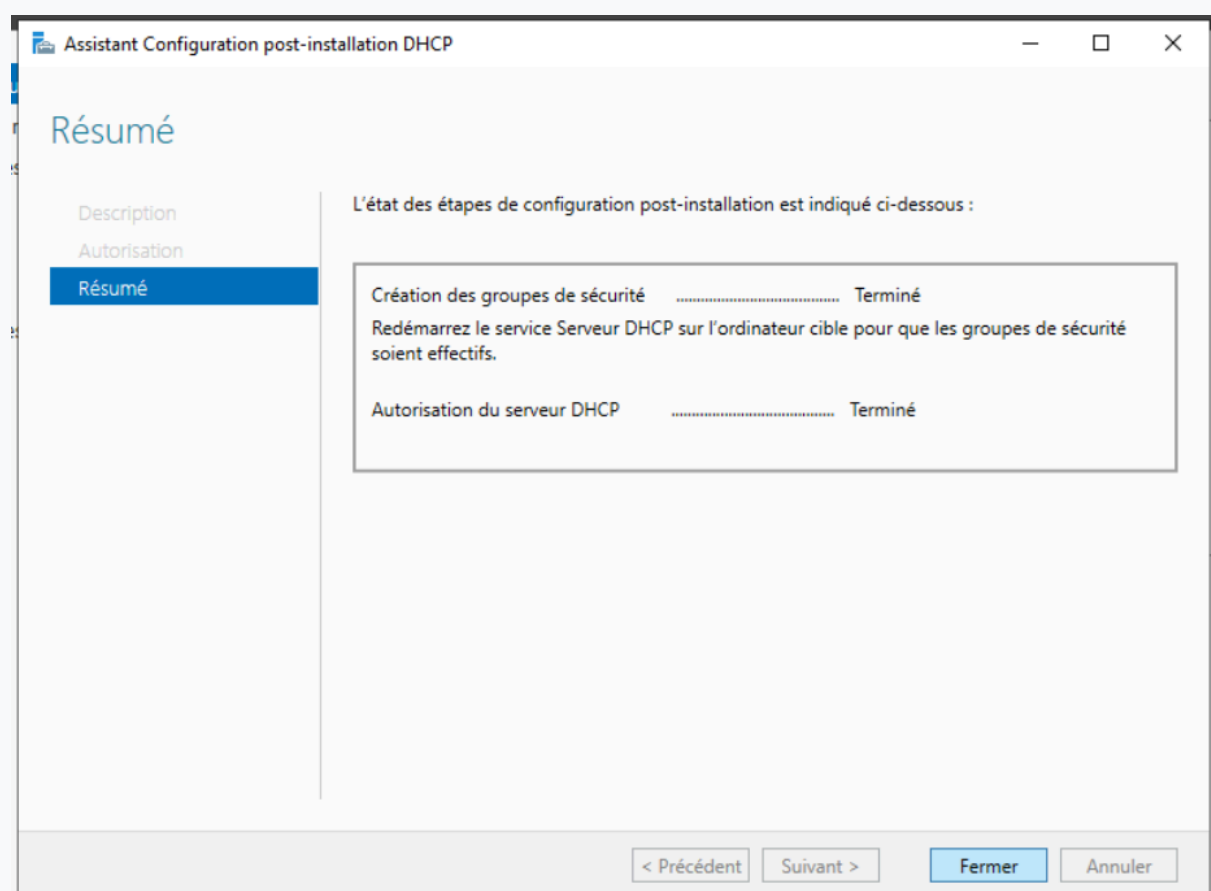 Assistant Configuration post-installation DHCP
Résumé
Description
Autorisation
Résumé
L'état des étapes de configuration post-installation est indiqué ci-dessous :
Création des groupes de sécurité ........................................ Terminé
Redémarrez le service Serveur DHCP sur l'ordinateur cible pour que les groupes de sécurité
soient effectifs.
Autorisation du serveur DHCP ........................................ Terminé
< Précédent
Suivant >
Fermer
Annuler